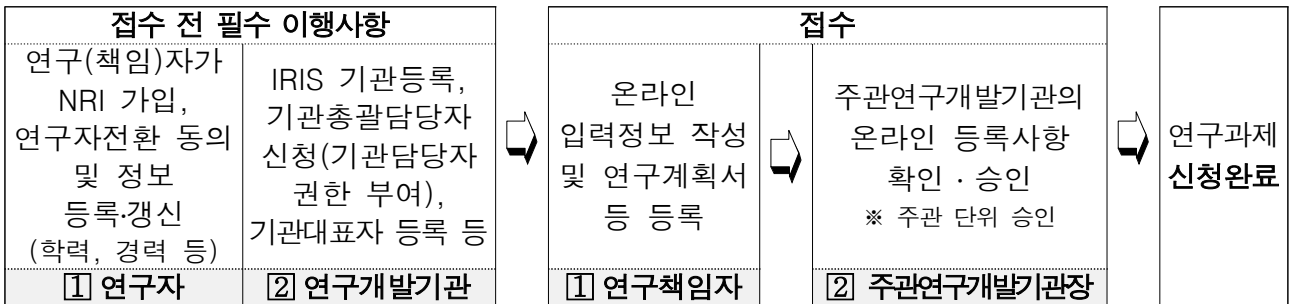 접수 전 필수 이행사항
연구(책임)자가
NRI 가입,
연구자전환 동의
및 정보
등록·갱신
(학력, 경력 등)
1 연구자
IRIS 기관등록,
기관총괄담당자
신청(기관담당자
권한 부여),
기관대표자 등록 등
2 연구개발기관
접수
온라인
입력정보 작성
및 연구계획서
등 등록
1 연구책임자
주관연구개발기관의
온라인 등록사항
확인 · 승인
※ 주관 단위 승인
2 주관연구개발기관장
연구과제
신청완료